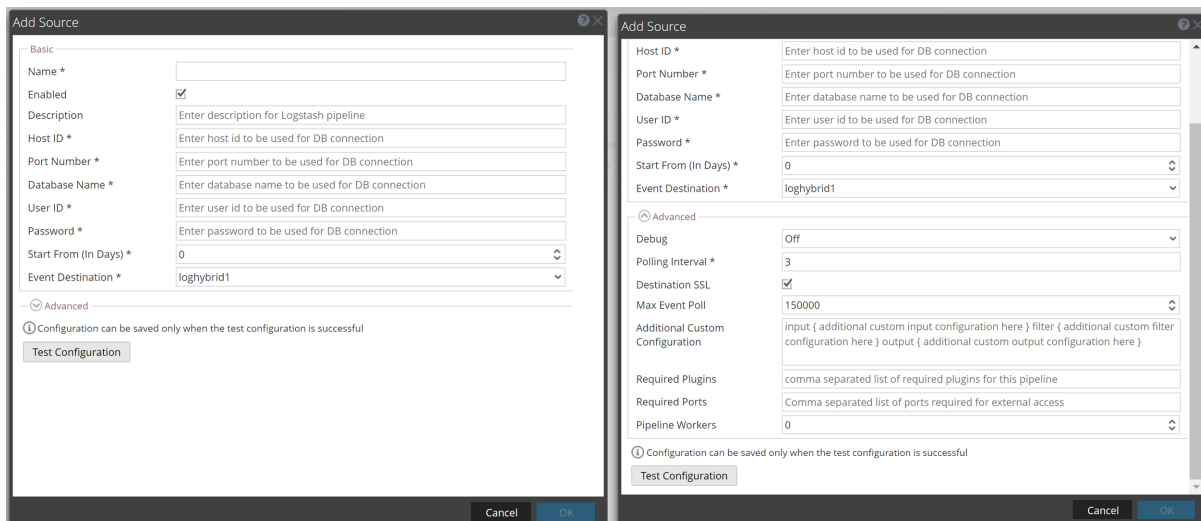 Add Source
Basic
Name *
Enabled
Description
Enter description for Logstash pipeline
Host ID *
Enter host id to be used for DB connection
Port Number *
Enter port number to be used for DB connection
Database Name *
Enter database name to be used for DB connection
User ID *
Enter user id to be used for DB connection
Password *
Enter password to be used for DB connection
Start From (In Days) *
0
Event Destination *
loghybrid1
Advanced
Configuration can be saved only when the test configuration is successful
Test Configuration
Cancel
OK
Add Source
Host ID *
Enter host id to be used for DB connection
Port Number *
Enter port number to be used for DB connection
Database Name *
Enter database name to be used for DB connection
User ID *
Enter user id to be used for DB connection
Password *
Enter password to be used for DB connection
Start From (In Days) *
0
Event Destination *
loghybrid1
Advanced
Debug
Off
Polling Interval *
3
Destination SSL
Max Event Poll
150000
Additional Custom
Configuration
input { additional custom input configuration here } filter { additional custom filter
configuration here } output { additional custom output configuration here }
Required Plugins
comma separated list of required plugins for this pipeline
Required Ports
Comma separated list of ports required for external access
Pipeline Workers
0
Configuration can be saved only when the test configuration is successful
Test Configuration
Cancel
OK